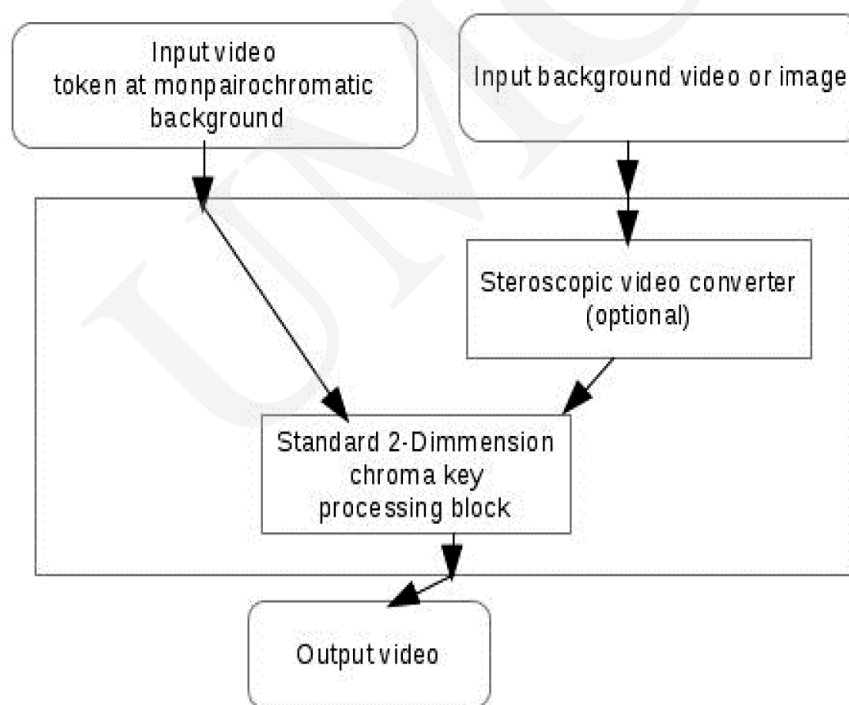 Input video
token at monpairochromatic
background
Input background video or image
Steroscopic video converter
(optional)
Standard 2-Dimmension
chroma key
processing block
Output video